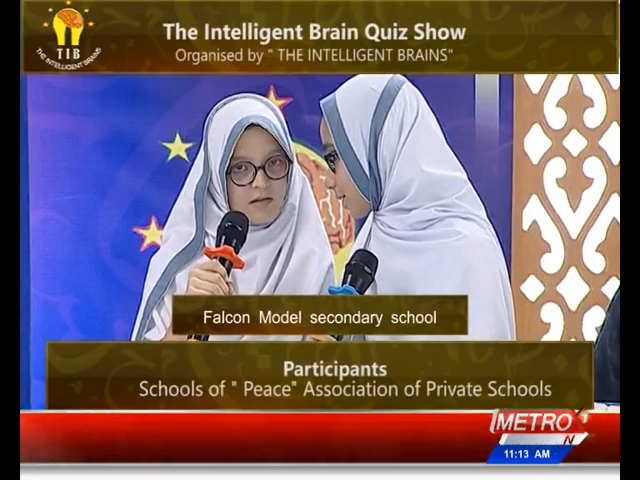 The Intelligent Brain Quiz Show
Organised by " THE INTELLIGENT BRAINS"
TIB
THE INTELLIGENT BRAINS
Falcon Model secondary school
Participants
Schools of " Peace" Association of Private Schools
METRO 1
N
11:13 AM